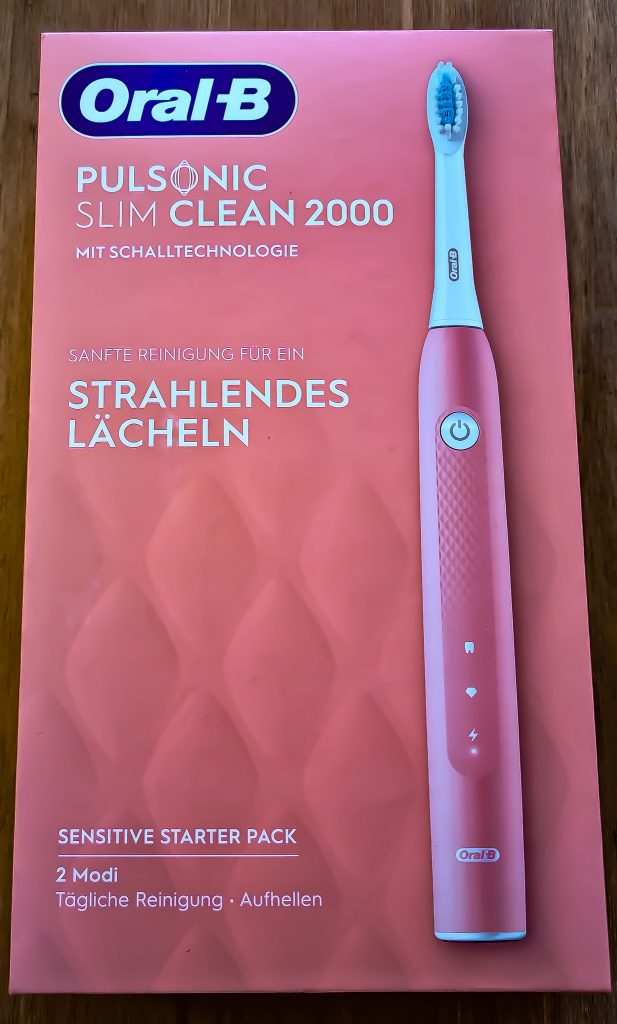 Oral-B
PULSONIC
SLIM CLEAN 2000
MIT SCHALLTECHNOLOGIE
SANFTE REINIGUNG FÜR EIN
STRAHLENDES
LÄCHELN
Oral-B
Oral-B
SENSITIVE STARTER PACK
2 Modi
Tägliche Reinigung • Aufhellen